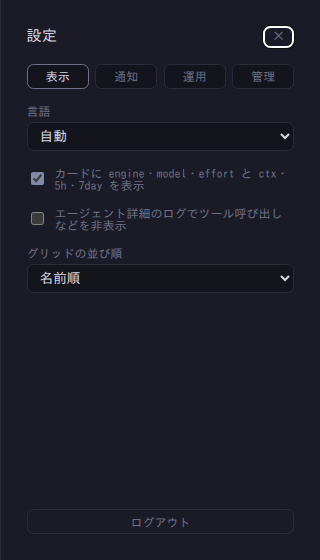 設定 ×
表示 通知 運用 管理
言語
自動
カードに engine・model・effort と ctx・
5h・7day を表示
エージェント詳細のログでツール呼び出し
などを非表示
グリッドの並び順
名前順
ログアウト